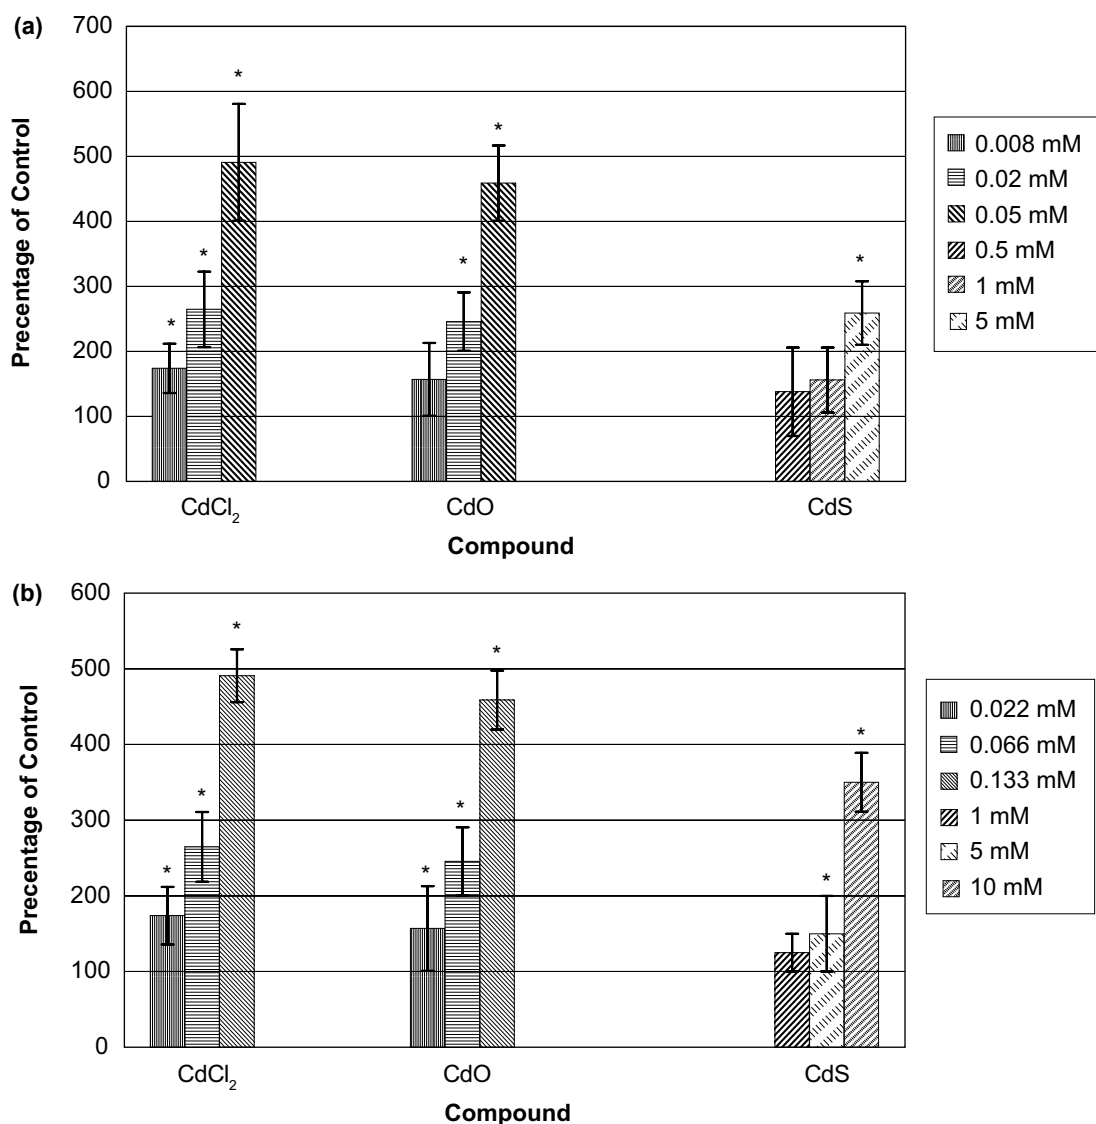 (a)
Precentage of Control
700
600
500
400
300
200
100
0
* * *
* *
*
CdCl₂ CdO CdS
Compound
0.008 mM
0.02 mM
0.05 mM
0.5 mM
1 mM
5 mM
(b)
Precentage of Control
600
500
400
300
200
100
0
* * *
* * *
* *
CdCl₂ CdO CdS
Compound
0.022 mM
0.066 mM
0.133 mM
1 mM
5 mM
10 mM